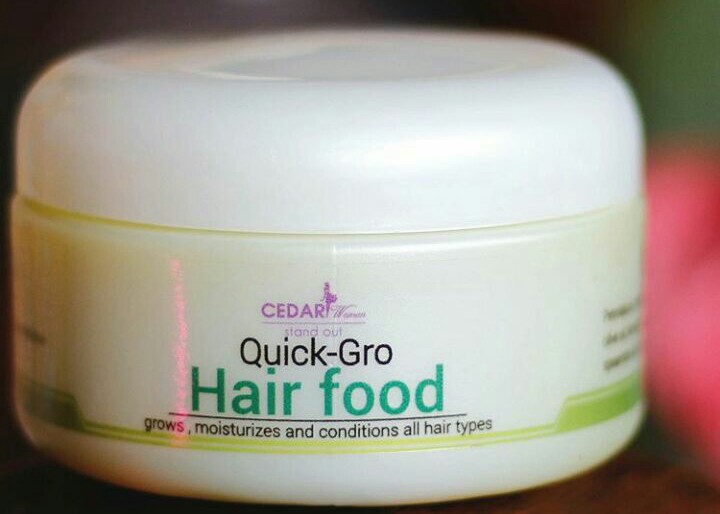 CEDAR Woman
stand out
Quick-Gro
Hair food
grows , moisturizes and conditions all hair types